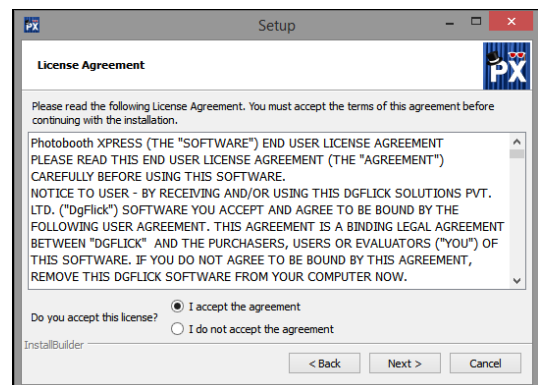 PX
Setup
License Agreement
PX
Please read the following License Agreement. You must accept the terms of this agreement before
continuing with the installation.
Photobooth XPRESS (THE "SOFTWARE") END USER LICENSE AGREEMENT
PLEASE READ THIS END USER LICENSE AGREEMENT (THE "AGREEMENT")
CAREFULLY BEFORE USING THIS SOFTWARE.
NOTICE TO USER - BY RECEIVING AND/OR USING THIS DGFLICK SOLUTIONS PVT.
LTD. ("DgFlick") SOFTWARE YOU ACCEPT AND AGREE TO BE BOUND BY THE
FOLLOWING USER AGREEMENT. THIS AGREEMENT IS A BINDING LEGAL AGREEMENT
BETWEEN "DGFLICK" AND THE PURCHASERS, USERS OR EVALUATORS ("YOU") OF
THIS SOFTWARE. IF YOU DO NOT AGREE TO BE BOUND BY THIS AGREEMENT,
REMOVE THIS DGFLICK SOFTWARE FROM YOUR COMPUTER NOW.
Do you accept this license?
I accept the agreement
I do not accept the agreement
InstallBuilder
< Back
Next >
Cancel